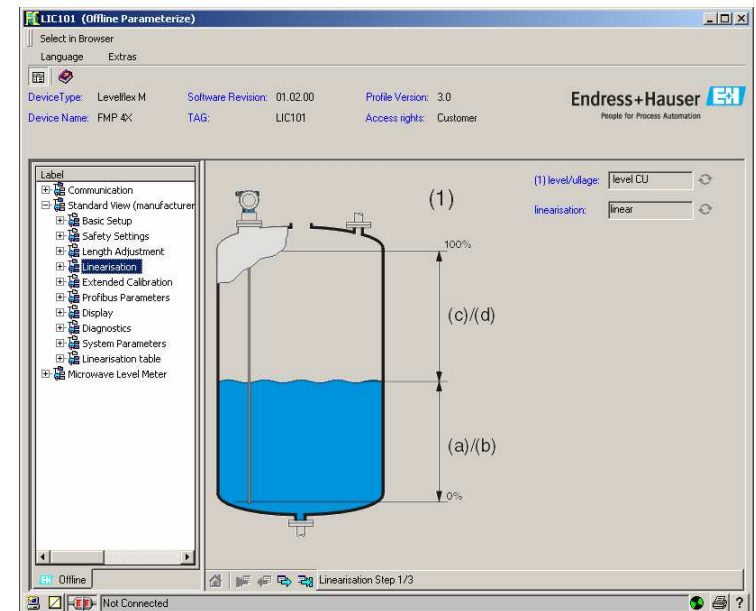 LIC101 (Offline Parameterize)
Select in Browser
Language Extras
DeviceType: Levelflex M Software Revision: 01.02.00 Profile Version: 3.0
Device Name: FMP 4X TAG: LIC101 Access rights: Customer
Endress+Hauser
People for Process Automation
Label
Communication
Standard View (manufacturer
Basic Setup
Safety Settings
Length Adjustment
Linearisation
Extended Calibration
Profibus Parameters
Display
Diagnostics
System Parameters
Linearisation table
Microwave Level Meter
(1)
100%
(c)/(d)
(a)/(b)
0%
(1) level/ullage: level CU
linearisation: linear
Offline
Linearisation Step 1/3
Not Connected